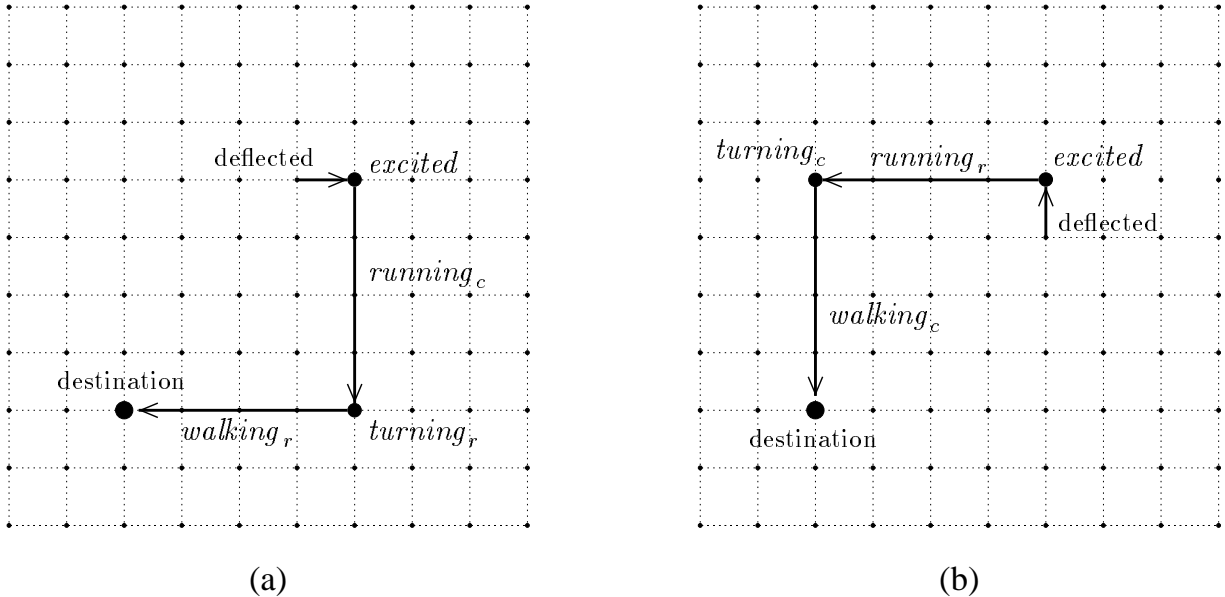 deflected
excited
running_c
destination
walking_r
turning_r
(a)
turning_c
running_r
excited
deflected
walking_c
destination
(b)